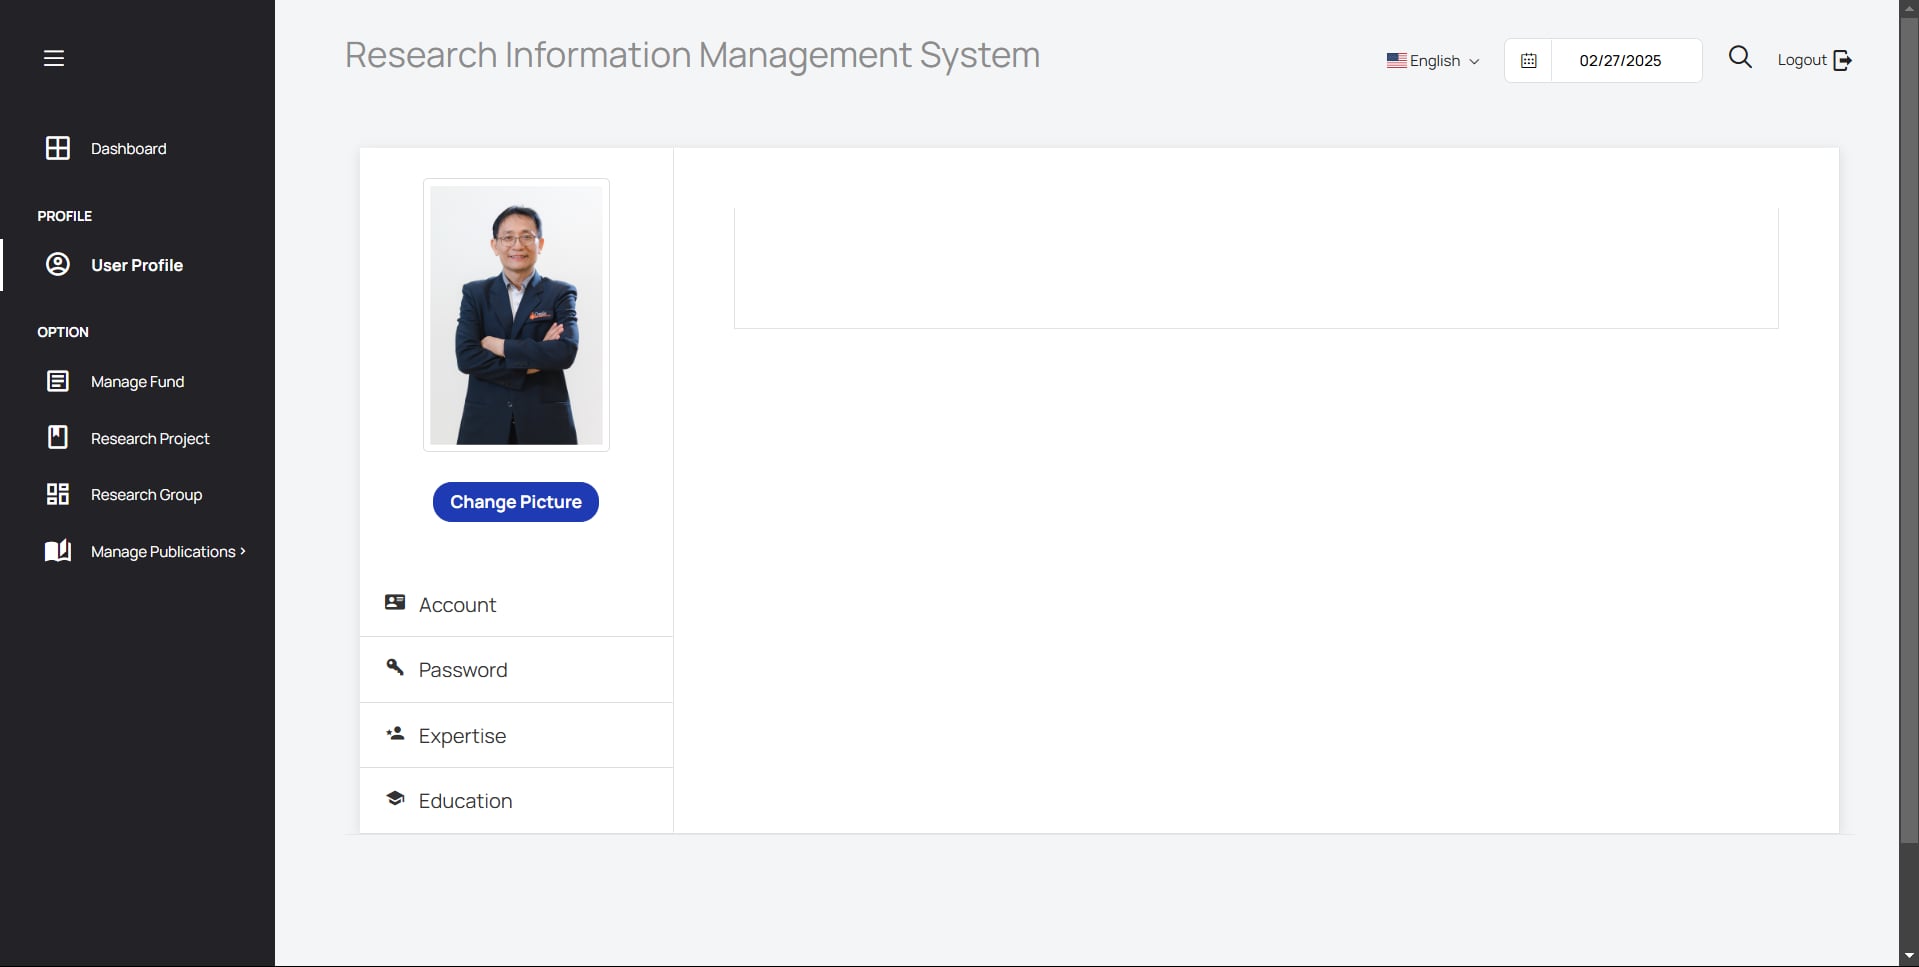 Research Information Management System
English
02/27/2025
Logout
Dashboard
PROFILE
User Profile
OPTION
Manage Fund
Research Project
Research Group
Manage Publications
Change Picture
Account
Password
Expertise
Education